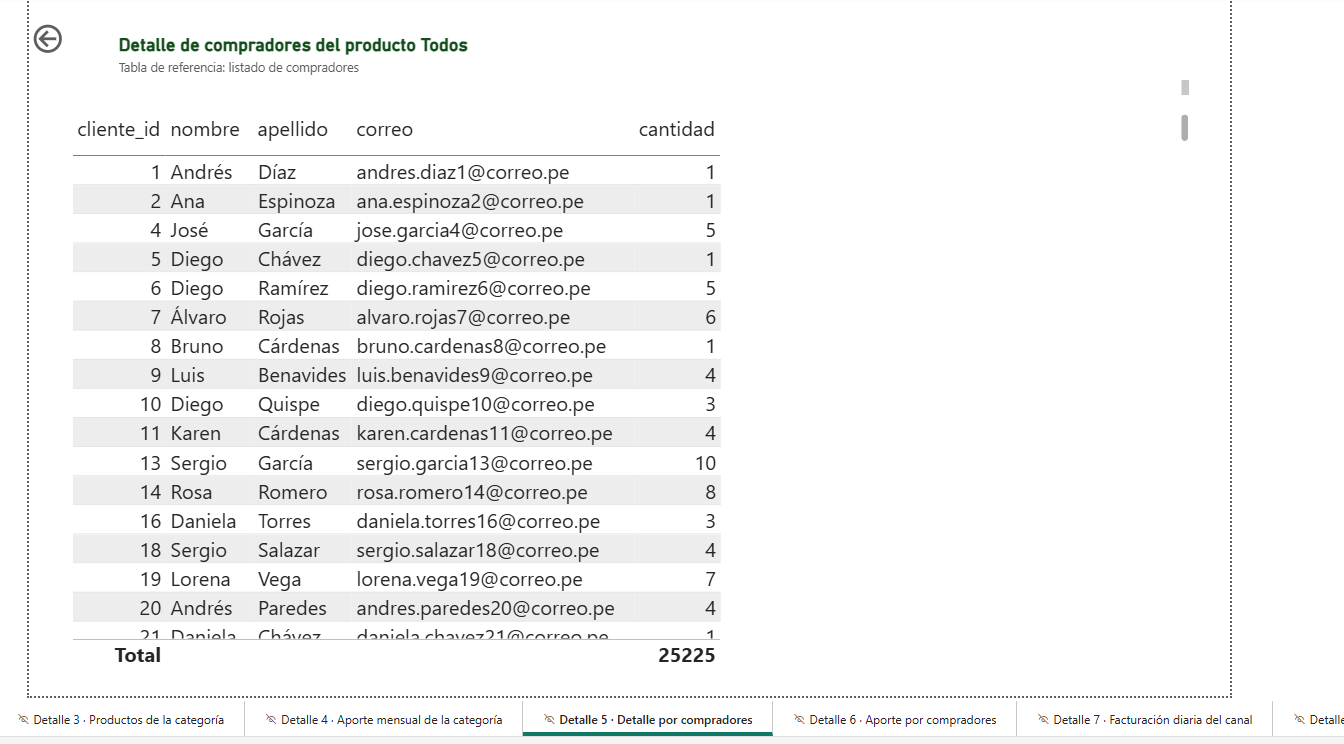 Detalle de compradores del producto Todos
Tabla de referencia: listado de compradores
cliente_id nombre apellido correo cantidad
1 Andrés Díaz andres.diaz1@correo.pe 1
2 Ana Espinoza ana.espinoza2@correo.pe 1
4 José García jose.garcia4@correo.pe 5
5 Diego Chávez diego.chavez5@correo.pe 1
6 Diego Ramírez diego.ramirez6@correo.pe 5
7 Álvaro Rojas alvaro.rojas7@correo.pe 6
8 Bruno Cárdenas bruno.cardenas8@correo.pe 1
9 Luis Benavides luis.benavides9@correo.pe 4
10 Diego Quispe diego.quispe10@correo.pe 3
11 Karen Cárdenas karen.cardenas11@correo.pe 4
13 Sergio García sergio.garcia13@correo.pe 10
14 Rosa Romero rosa.romero14@correo.pe 8
16 Daniela Torres daniela.torres16@correo.pe 3
18 Sergio Salazar sergio.salazar18@correo.pe 4
19 Lorena Vega lorena.vega19@correo.pe 7
20 Andrés Paredes andres.paredes20@correo.pe 4
21 Daniela Chávez daniela.chavez21@correo.pe 1
Total 25225
Detalle 3 · Productos de la categoría
Detalle 4 · Aporte mensual de la categoría
Detalle 5 · Detalle por compradores
Detalle 6 · Aporte por compradores
Detalle 7 · Facturación diaria del canal
Detalle